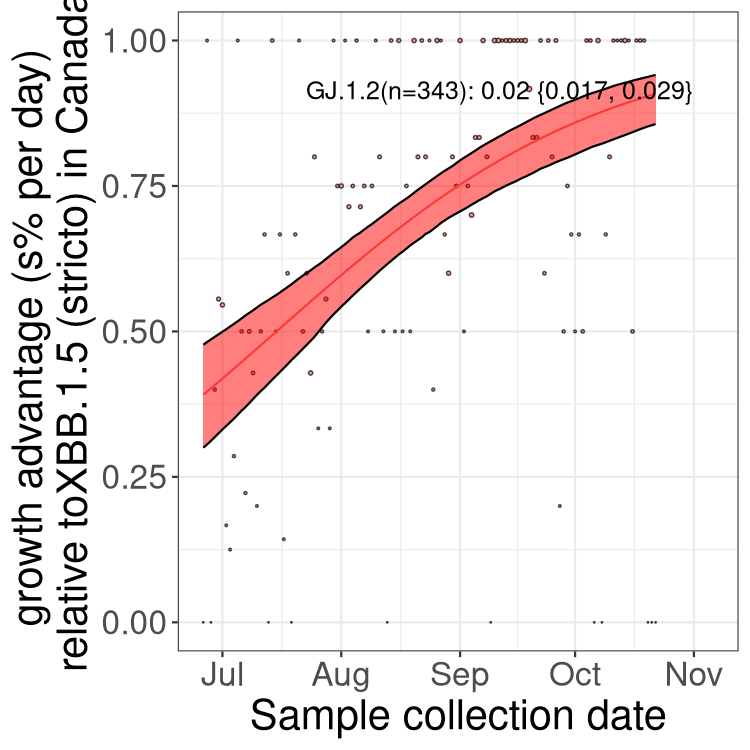 growth advantage (s% per day)
relative toXBB.1.5 (stricto) in Canada
1.00
0.75
0.50
0.25
0.00
GJ.1.2(n=343): 0.02 {0.017, 0.029}
Jul Aug Sep Oct Nov
Sample collection date